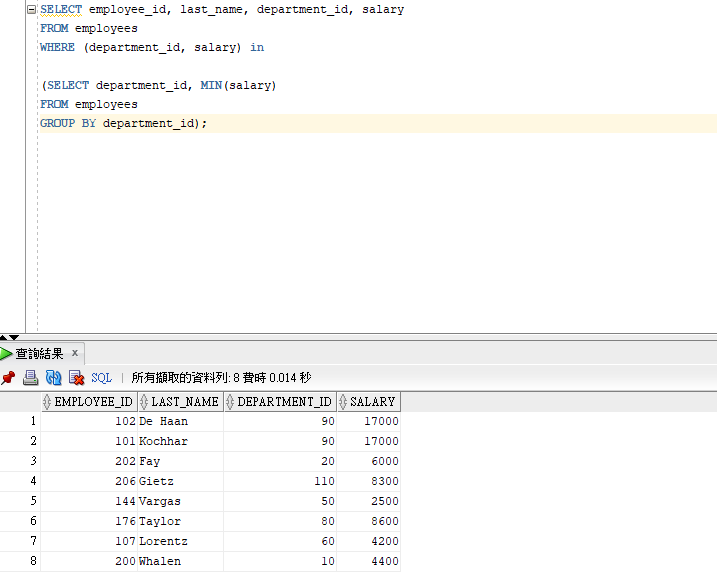 SELECT employee_id, last_name, department_id, salary
FROM employees
WHERE (department_id, salary) in
(SELECT department_id, MIN(salary)
FROM employees
GROUP BY department_id);
查詢結果 x
SQL | 所有擷取的資料列: 8 費時 0.014 秒
EMPLOYEE_ID LAST_NAME DEPARTMENT_ID SALARY
1 102 De Haan 90 17000
2 101 Kochhar 90 17000
3 202 Fay 20 6000
4 206 Gietz 110 8300
5 144 Vargas 50 2500
6 176 Taylor 80 8600
7 107 Lorentz 60 4200
8 200 Whalen 10 4400